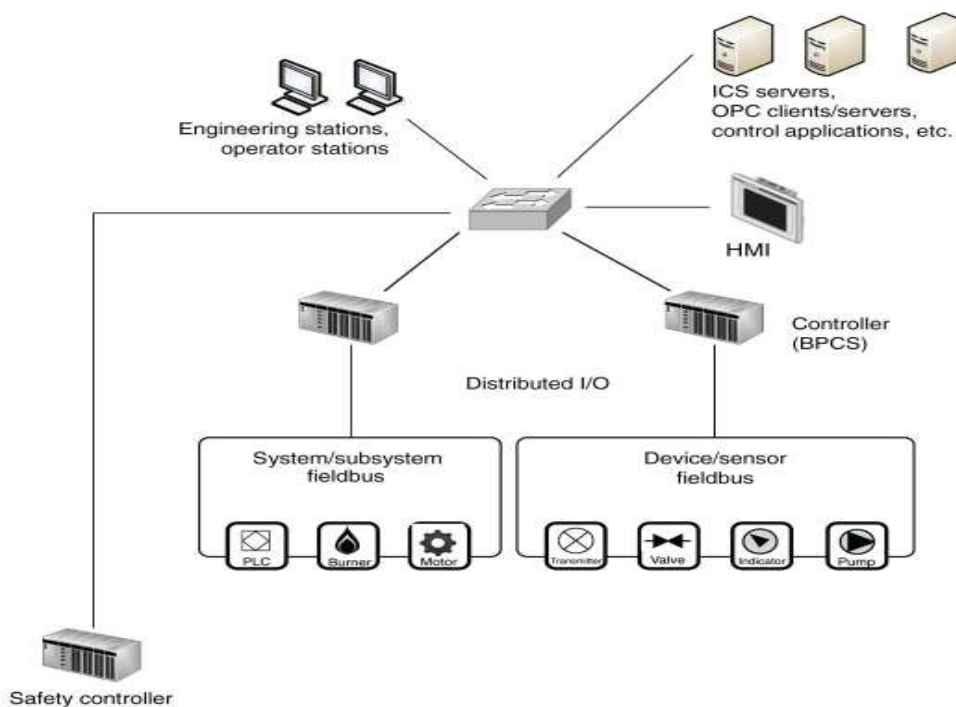 ICS servers,
OPC clients/servers,
control applications, etc.
Engineering stations,
operator stations
HMI
Controller
(BPCS)
Distributed I/O
System/subsystem
fieldbus
Device/sensor
fieldbus
PLC
Burner
Motor
Transmitter
Valve
Indicator
Pump
Safety controller